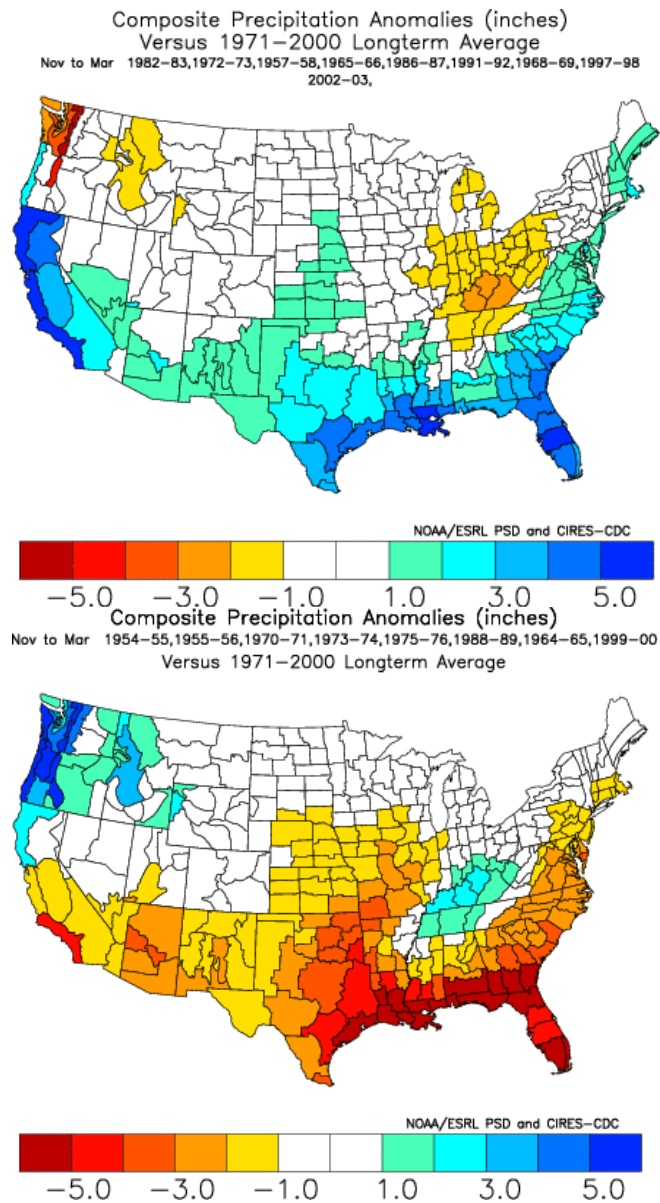 Composite Precipitation Anomalies (inches)
Versus 1971−2000 Longterm Average
Nov to Mar 1982−83,1972−73,1957−58,1965−66,1986−87,1991−92,1968−69,1997−98
2002−03,
NOAA/ESRL PSD and CIRES−CDC
−5.0 −3.0 −1.0 1.0 3.0 5.0
Composite Precipitation Anomalies (inches)
Nov to Mar 1954−55,1955−56,1970−71,1973−74,1975−76,1988−89,1964−65,1999−00
Versus 1971−2000 Longterm Average
NOAA/ESRL PSD and CIRES−CDC
−5.0 −3.0 −1.0 1.0 3.0 5.0